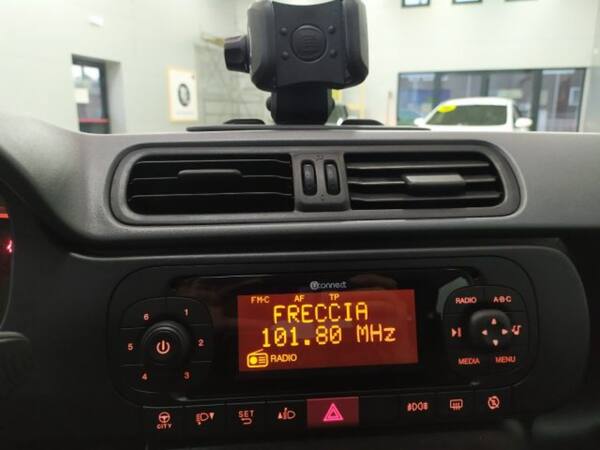 uconnect
FM-C AF TP
FRECCIA
101.80 MHz
RADIO
6 1
5 2
4 3
RADIO A-B-C
MEDIA MENU
CITY
SET